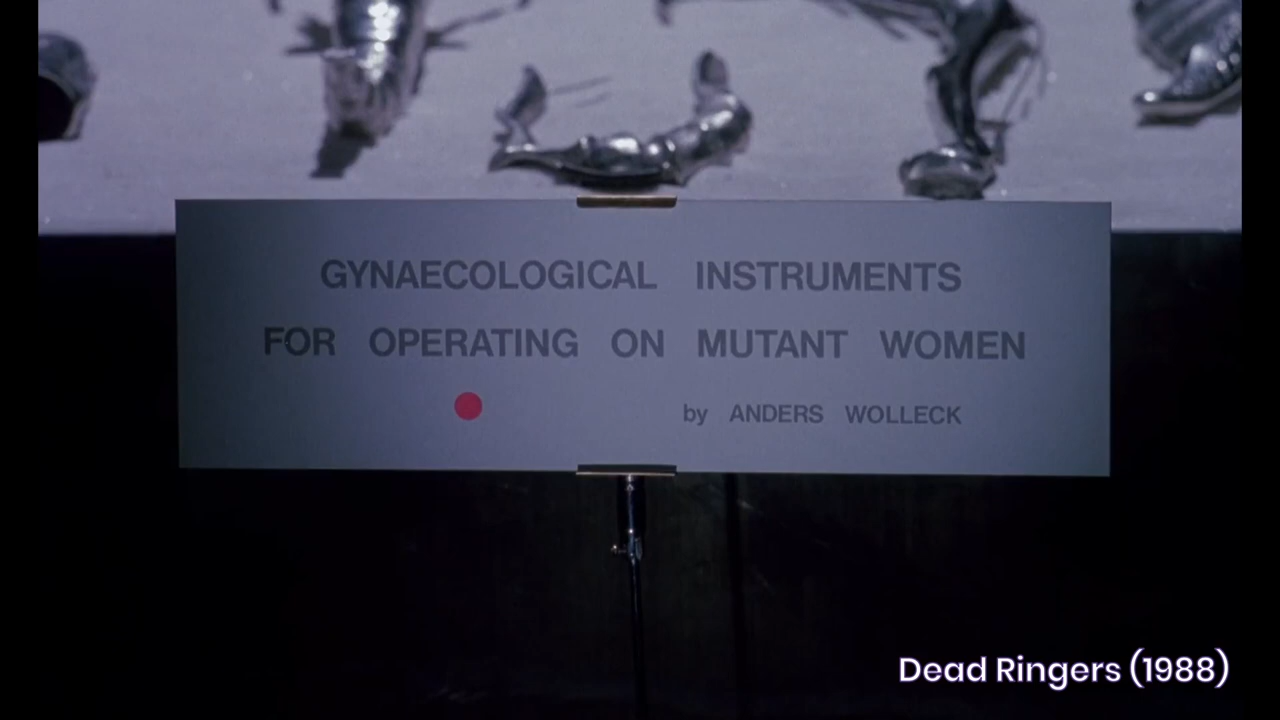 GYNAECOLOGICAL INSTRUMENTS
FOR OPERATING ON MUTANT WOMEN
by ANDERS WOLLECK
Dead Ringers (1988)